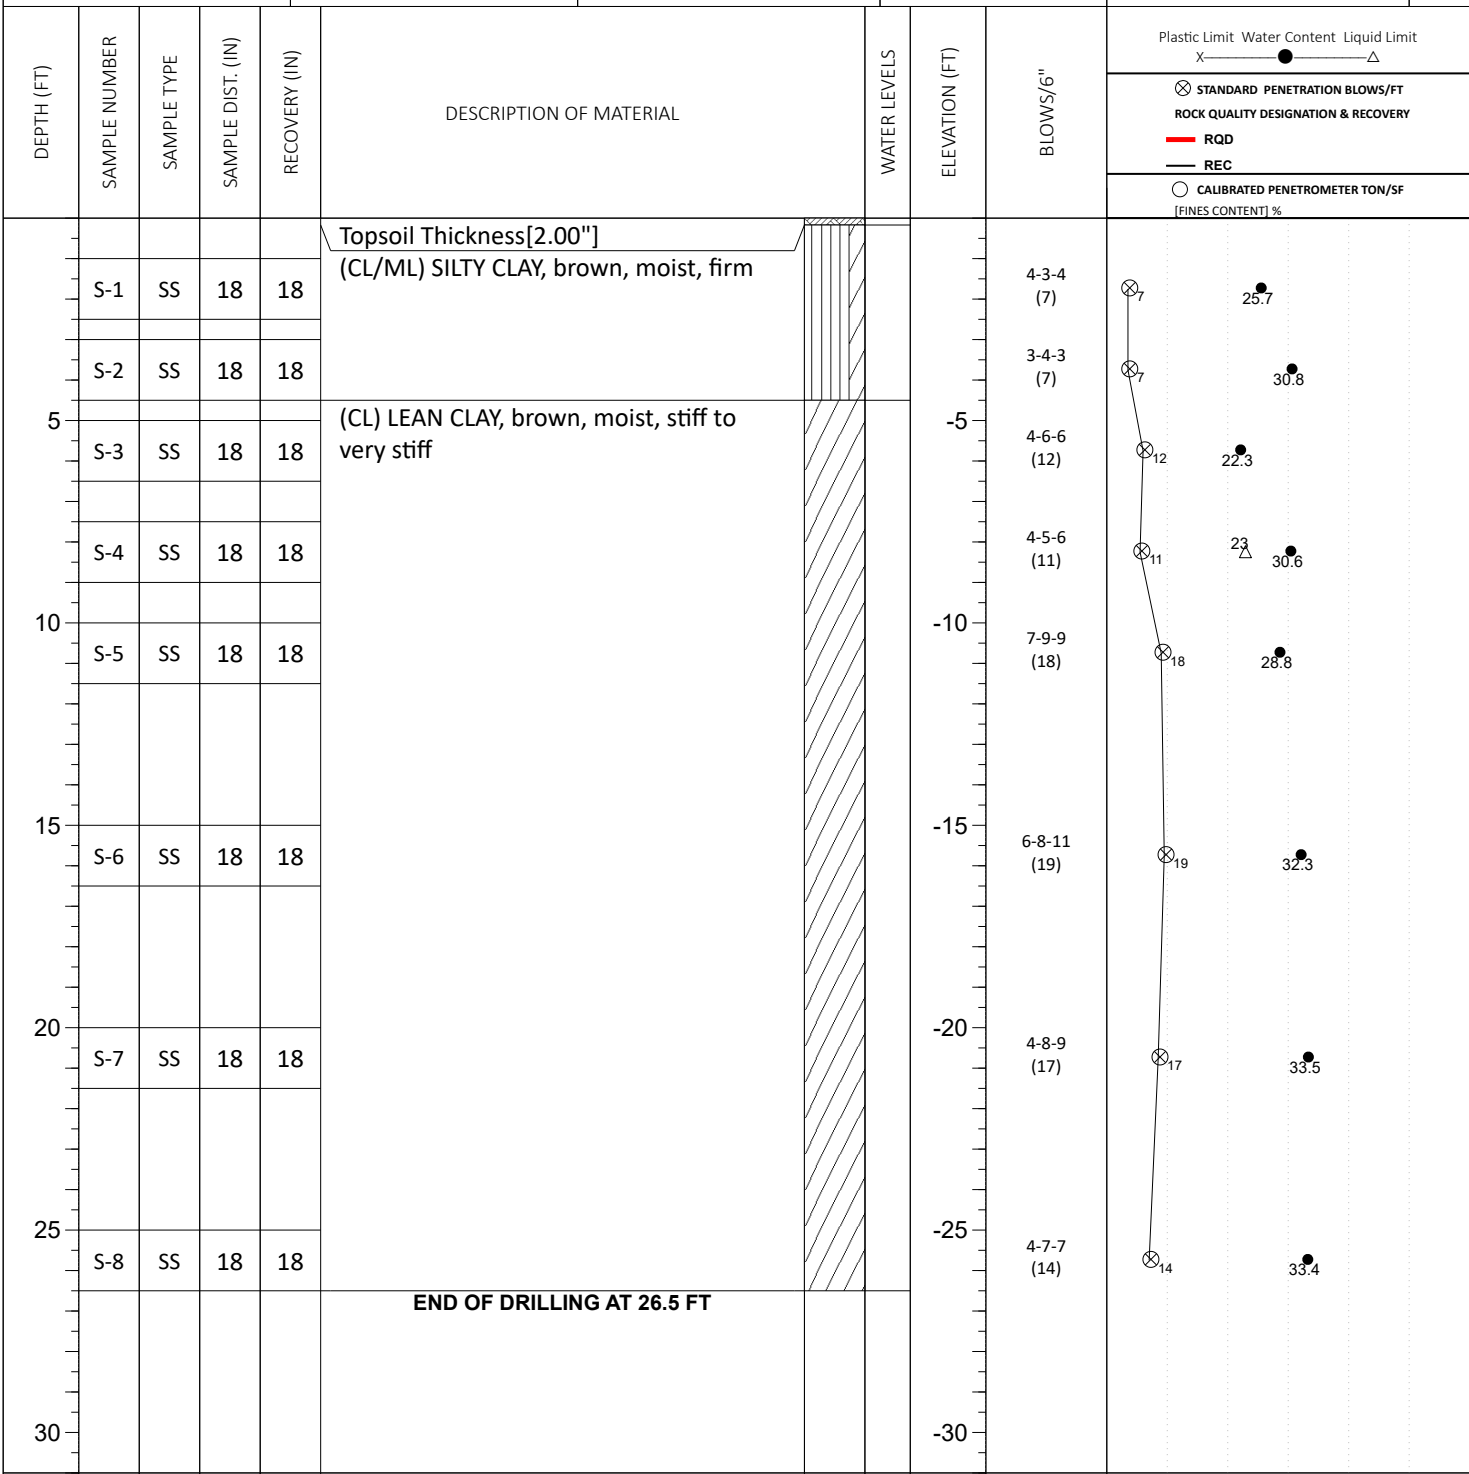 DEPTH (FT)
SAMPLE NUMBER
SAMPLE TYPE
SAMPLE DIST. (IN)
RECOVERY (IN)
DESCRIPTION OF MATERIAL
WATER LEVELS
ELEVATION (FT)
BLOWS/6"
Plastic Limit Water Content Liquid Limit
X
STANDARD PENETRATION BLOWS/FT
ROCK QUALITY DESIGNATION & RECOVERY
RQD
REC
CALIBRATED PENETROMETER TON/SF
[FINES CONTENT] %
Topsoil Thickness[2.00"]
(CL/ML) SILTY CLAY, brown, moist, firm
S-1 SS 18 18 4-3-4
(7) 7 25.7
S-2 SS 18 18 3-4-3
(7) 7 30.8
5 -5
(CL) LEAN CLAY, brown, moist, stiff to
very stiff
S-3 SS 18 18 4-6-6
(12) 12 22.3
S-4 SS 18 18 4-5-6
(11) 11 23 30.6
10 -10
S-5 SS 18 18 7-9-9
(18) 18 28.8
15 -15
S-6 SS 18 18 6-8-11
(19) 19 32.3
20 -20
S-7 SS 18 18 4-8-9
(17) 17 33.5
25 -25
S-8 SS 18 18 4-7-7
(14) 14 33.4
END OF DRILLING AT 26.5 FT
30 -30